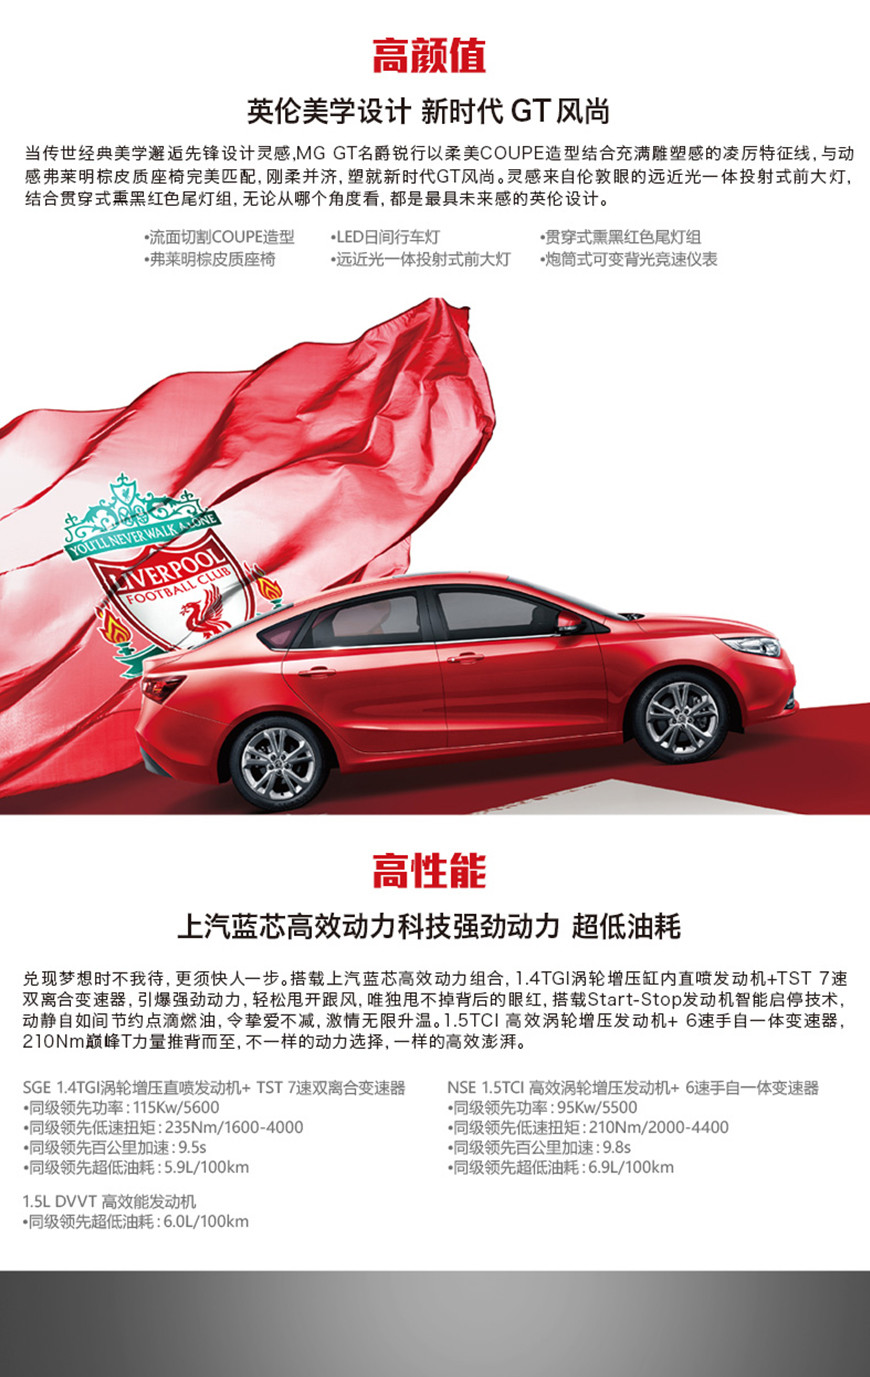 高颜值
英伦美学设计 新时代 GT 风尚
当传世经典美学邂逅先锋设计灵感,MG GT名爵锐行以柔美COUPE造型结合充满雕塑感的凌厉特征线,与动
感弗莱明棕皮质座椅完美匹配,刚柔并济,塑就新时代GT风尚。灵感来自伦敦眼的远近光一体投射式前大灯,
结合贯穿式熏黑红色尾灯组,无论从哪个角度看,都是最具未来感的英伦设计。
•流面切割COUPE造型 •LED日间行车灯 •贯穿式熏黑红色尾灯组
•弗莱明棕皮质座椅 •远近光一体投射式前大灯 •炮筒式可变背光竞速仪表
YOU'LL NEVER WALK ALONE
LIVERPOOL
FOOTBALL CLUB
高性能
上汽蓝芯高效动力科技强劲动力 超低油耗
兑现梦想时不我待,更须快人一步。搭载上汽蓝芯高效动力组合,1.4TGI涡轮增压缸内直喷发动机+TST 7速
双离合变速器,引爆强劲动力,轻松甩开跟风,唯独甩不掉背后的眼红,搭载Start-Stop发动机智能启停技术,
动静自如间节约点滴燃油,令挚爱不减,激情无限升温。1.5TCI 高效涡轮增压发动机+ 6速手自一体变速器,
210Nm巅峰T力量推背而至,不一样的动力选择,一样的高效澎湃。
SGE 1.4TGI涡轮增压直喷发动机+ TST 7速双离合变速器
•同级领先功率:115Kw/5600
•同级领先低速扭矩:235Nm/1600-4000
•同级领先百公里加速:9.5s
•同级领先超低油耗:5.9L/100km
NSE 1.5TCI 高效涡轮增压发动机+ 6速手自一体变速器
•同级领先功率:95Kw/5500
•同级领先低速扭矩:210Nm/2000-4400
•同级领先百公里加速:9.8s
•同级领先超低油耗:6.9L/100km
1.5L DVVT 高效能发动机
•同级领先超低油耗:6.0L/100km